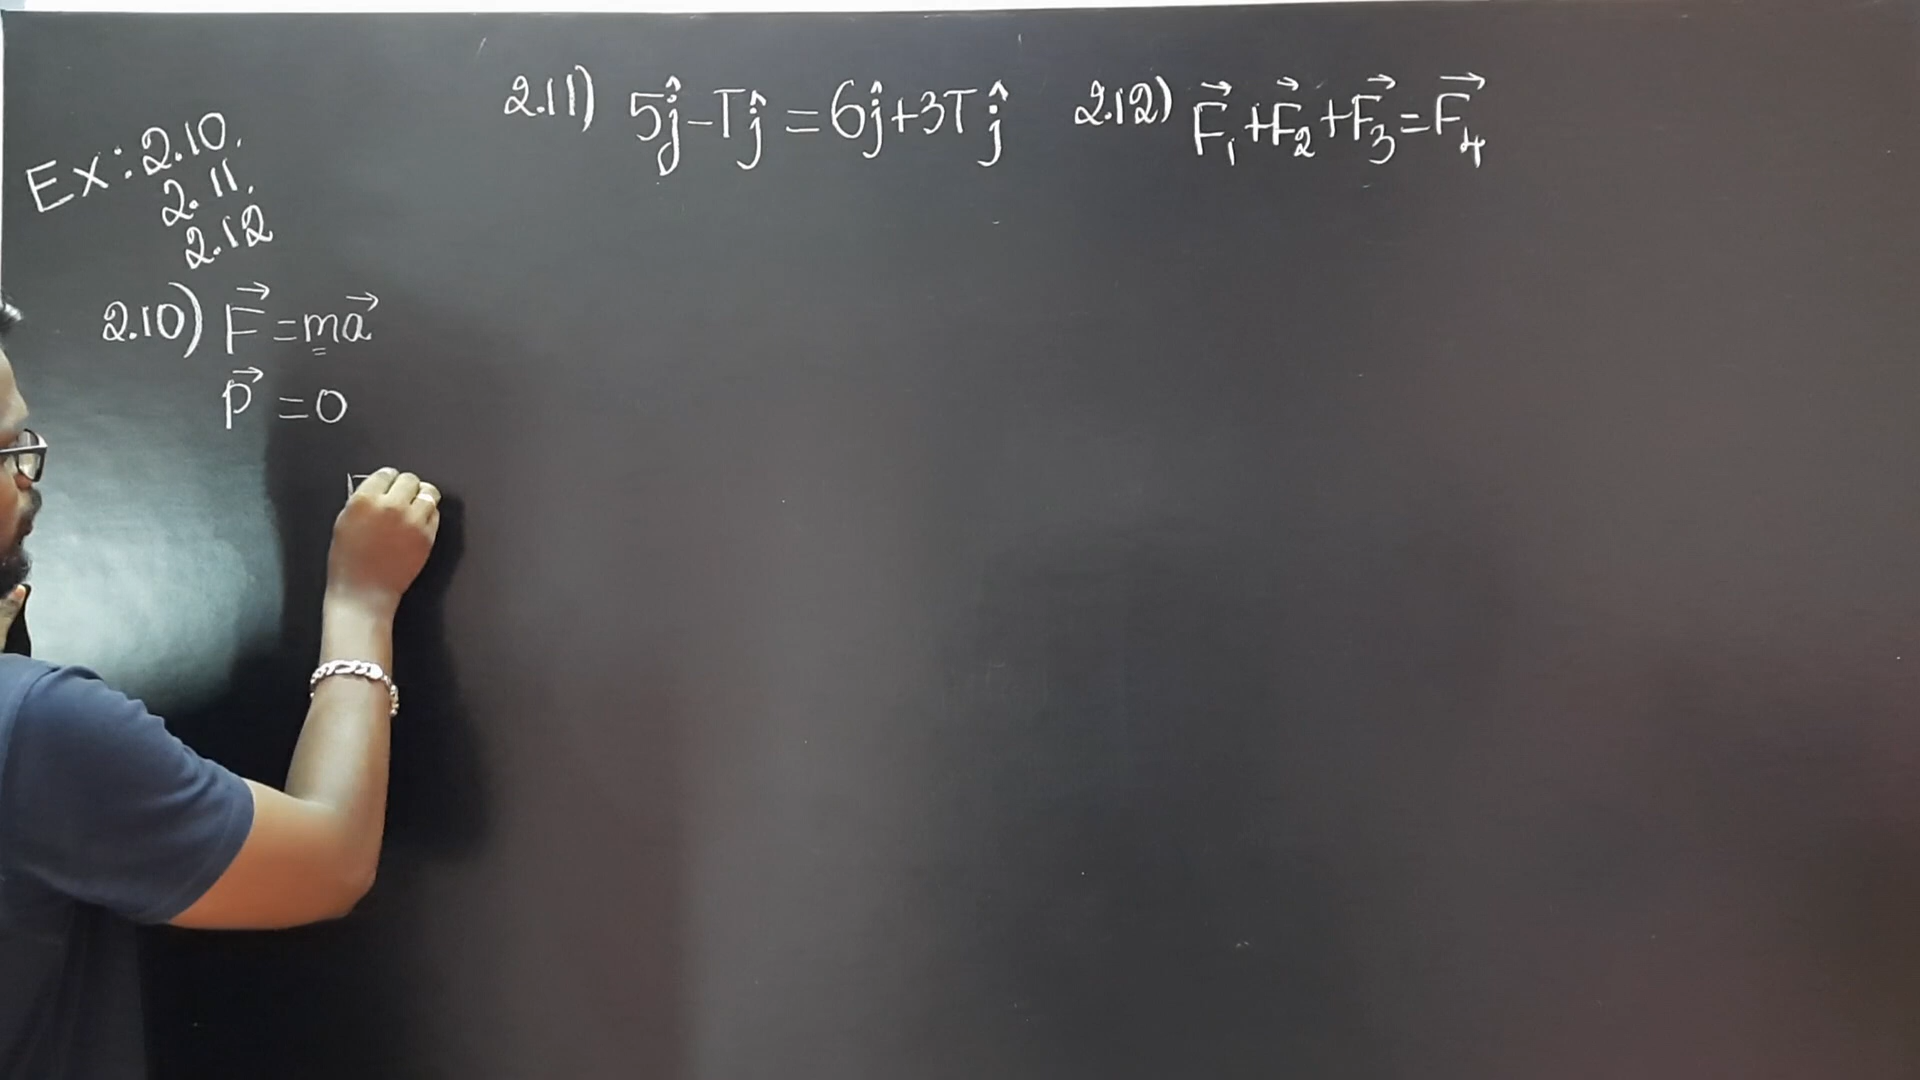 Ex: 2.10.
2.11.
2.12
2.10) F⃗ = ma⃗
p⃗ = 0
2.11) 5ĵ - Tĵ = 6ĵ + 3Tĵ
2.12) F⃗₁ + F⃗₂ + F⃗₃ = F⃗₄